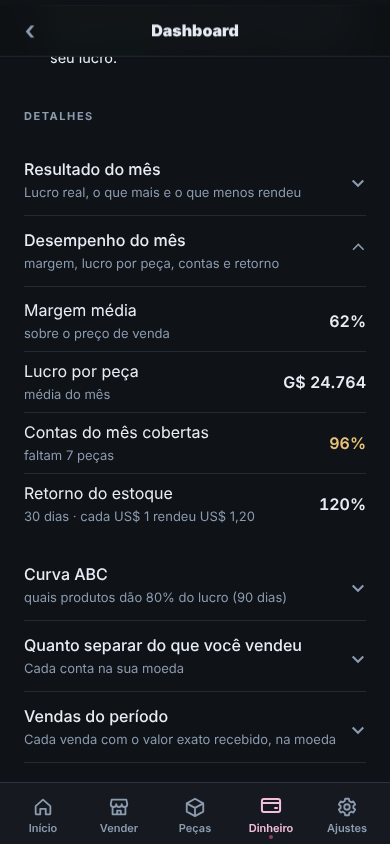 Dashboard
seu lucro.
DETALHES
Resultado do mês
Lucro real, o que mais e o que menos rendeu
Desempenho do mês
margem, lucro por peça, contas e retorno
Margem média
sobre o preço de venda
62%
Lucro por peça
média do mês
G$ 24.764
Contas do mês cobertas
faltam 7 peças
96%
Retorno do estoque
30 dias · cada US$ 1 rendeu US$ 1,20
120%
Curva ABC
quais produtos dão 80% do lucro (90 dias)
Quanto separar do que você vendeu
Cada conta na sua moeda
Vendas do período
Cada venda com o valor exato recebido, na moeda
Início
Vender
Peças
Dinheiro
Ajustes